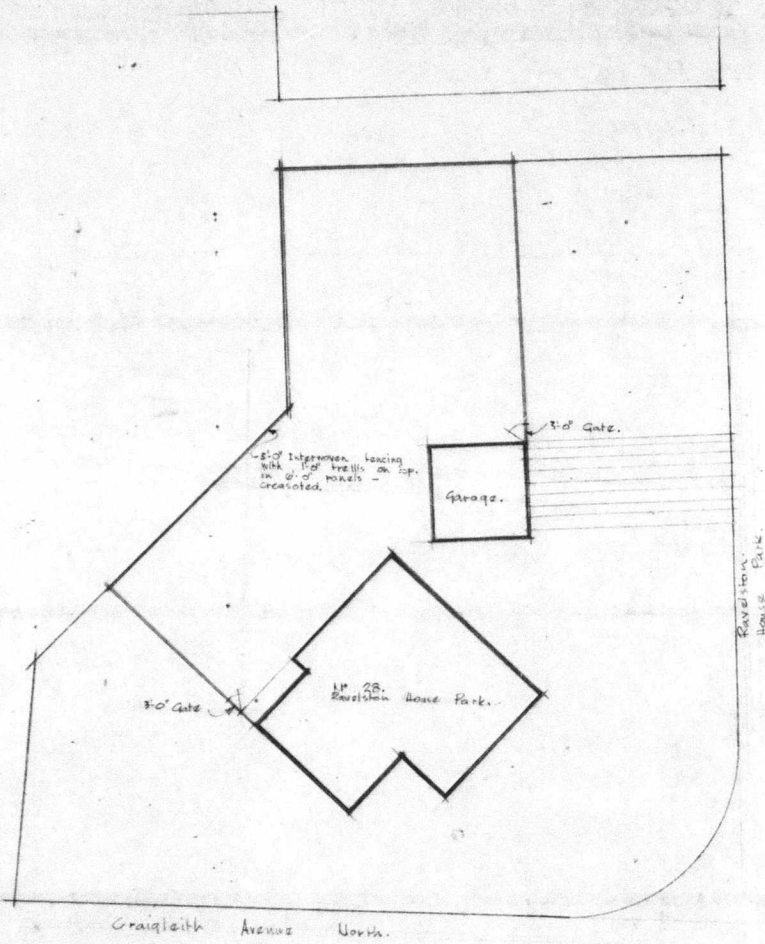 3'-0" Gate.
5'-0" Interwoven fencing
with 1'-0" trellis on top.
in 6'-0" panels -
creasoted.
Garage.
Ravelston.
House Park.
Nº 28.
Ravelston House Park.
3'-0" Gate
Craigleith Avenue North.